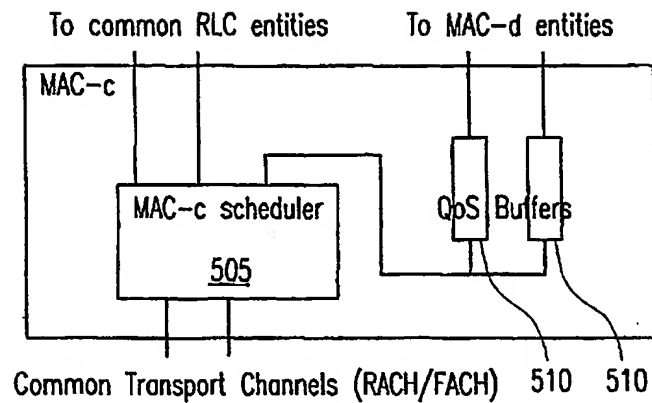 To common RLC entities
To MAC-d entities
MAC-c
MAC-c scheduler
QoS Buffers
505
Common Transport Channels (RACH/FACH)
510
510